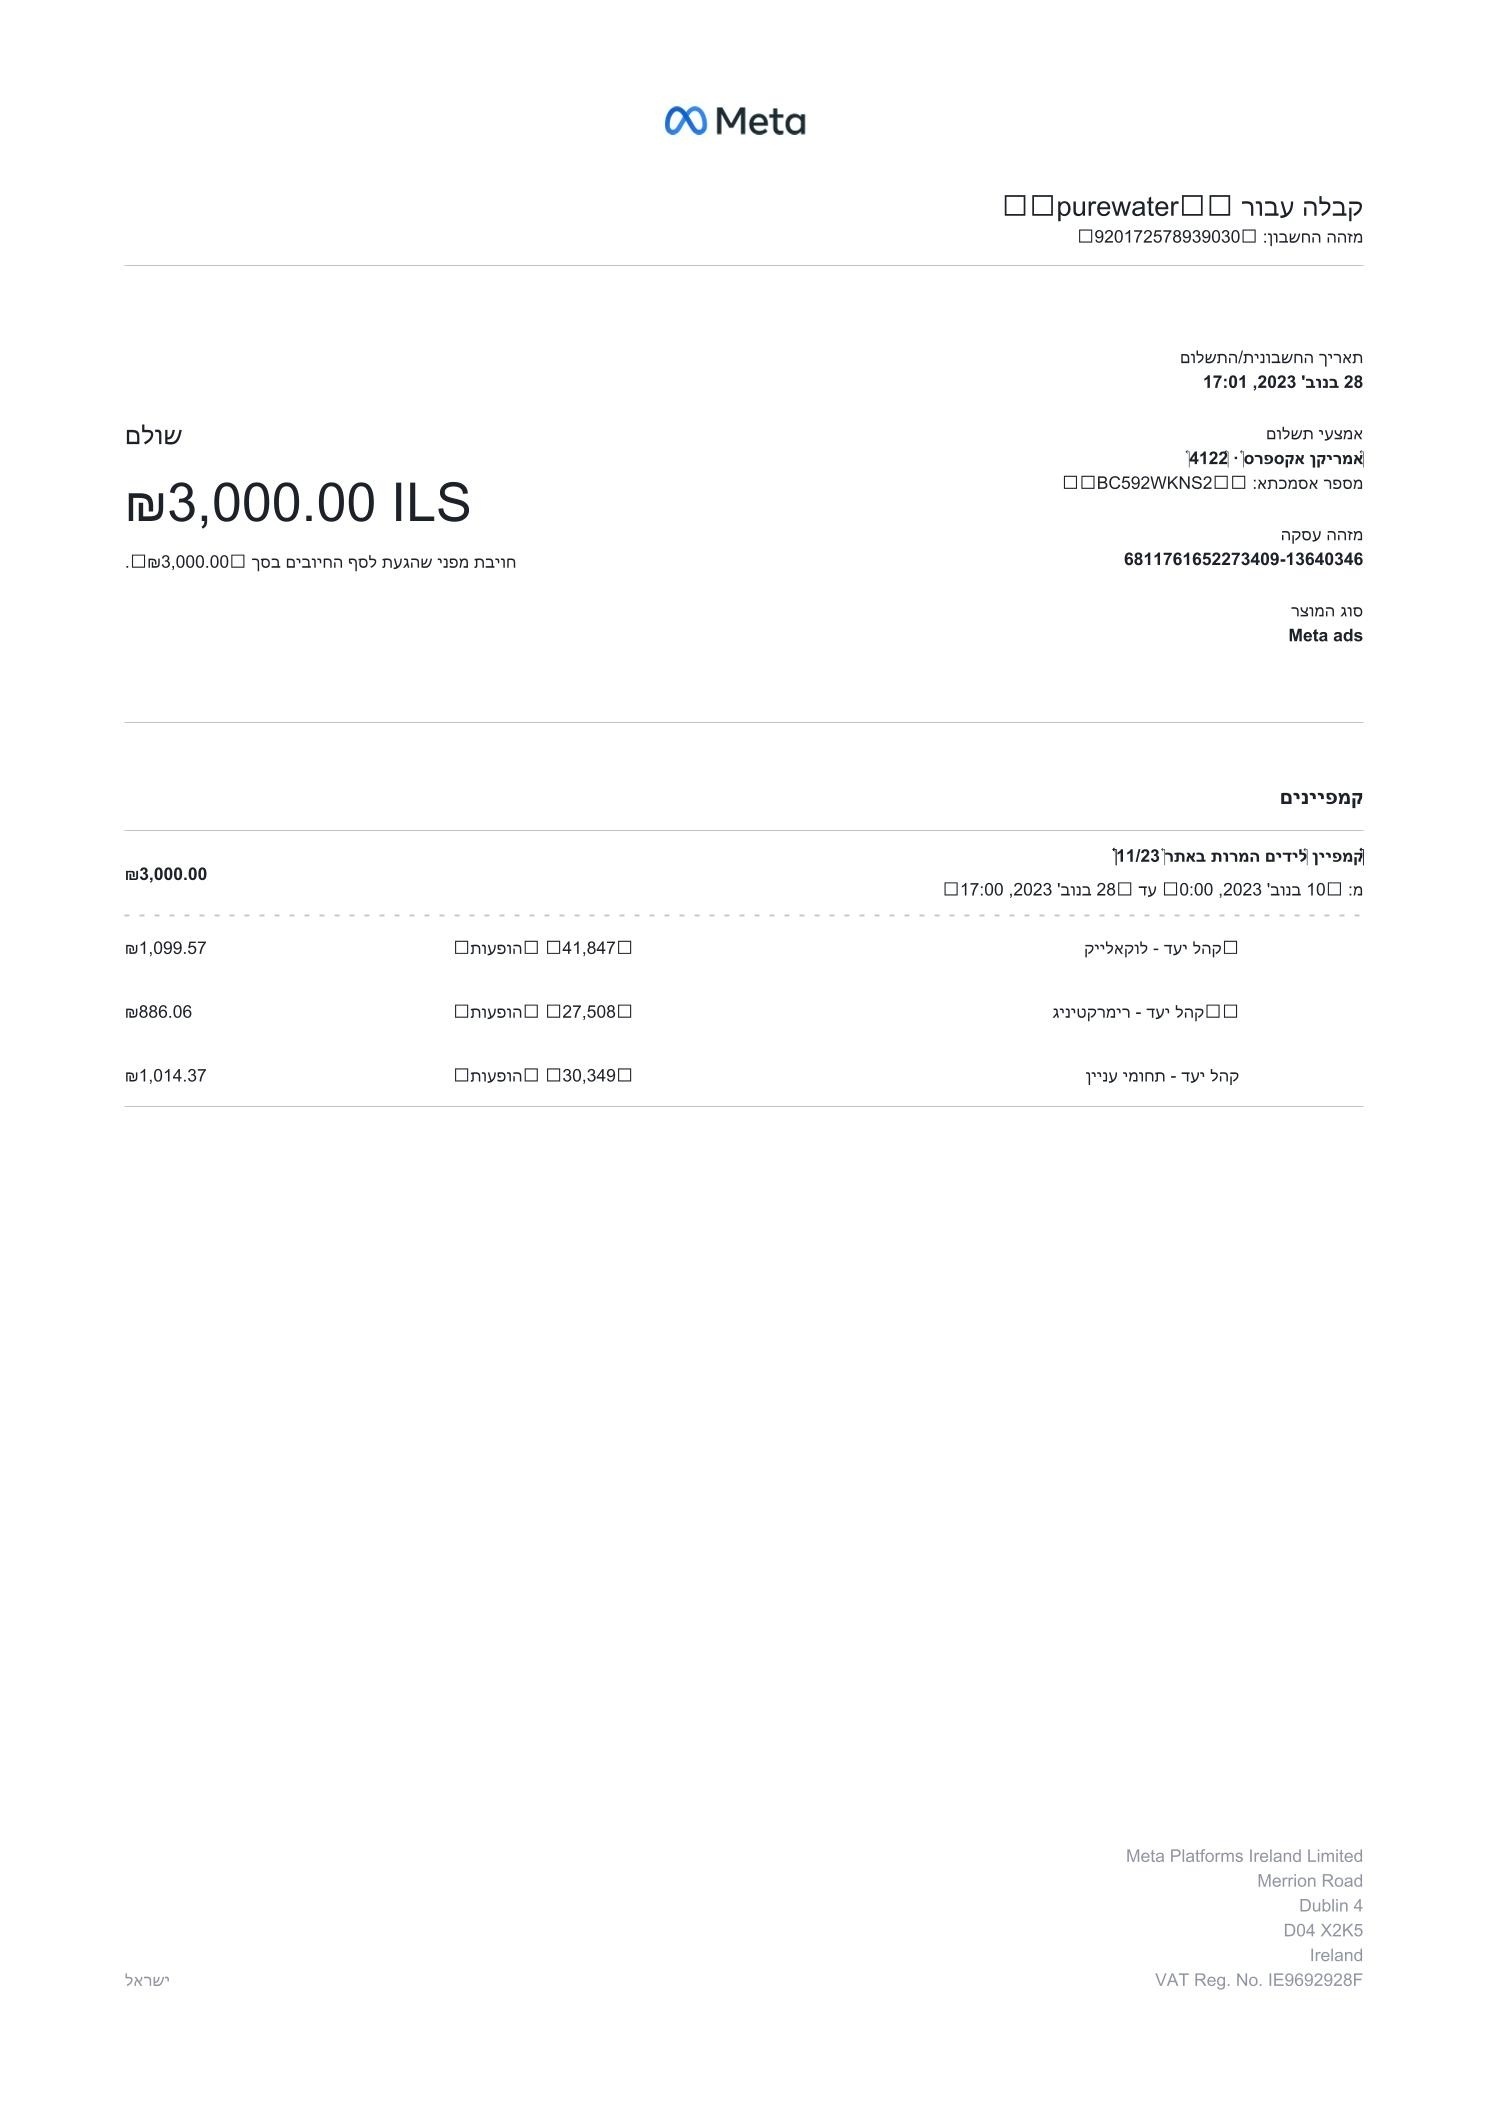 Meta
קבלה עבור purewater
מזהה החשבון: 920172578939030
תאריך החשבונית/התשלום
28 בנוב' 2023, 17:01
אמצעי תשלום
אמריקן אקספרס · 4122
מספר אסמכתא: BC592WKNS2
מזהה עסקה
6811761652273409-13640346
סוג המוצר
Meta ads
שולם
₪3,000.00 ILS
חויבת מפני שהגעת לסף החיובים בסך ₪3,000.00.
קמפיינים
קמפיין לידים המרות באתר 11/23
מ: 10 בנוב' 2023, 0:00 עד 28 בנוב' 2023, 17:00
₪3,000.00
קהל יעד - לוקאלייק 41,847 הופעות ₪1,099.57
קהל יעד - רימרקטיניג 27,508 הופעות ₪886.06
קהל יעד - תחומי עניין 30,349 הופעות ₪1,014.37
Meta Platforms Ireland Limited
Merrion Road
Dublin 4
D04 X2K5
Ireland
VAT Reg. No. IE9692928F
ישראל